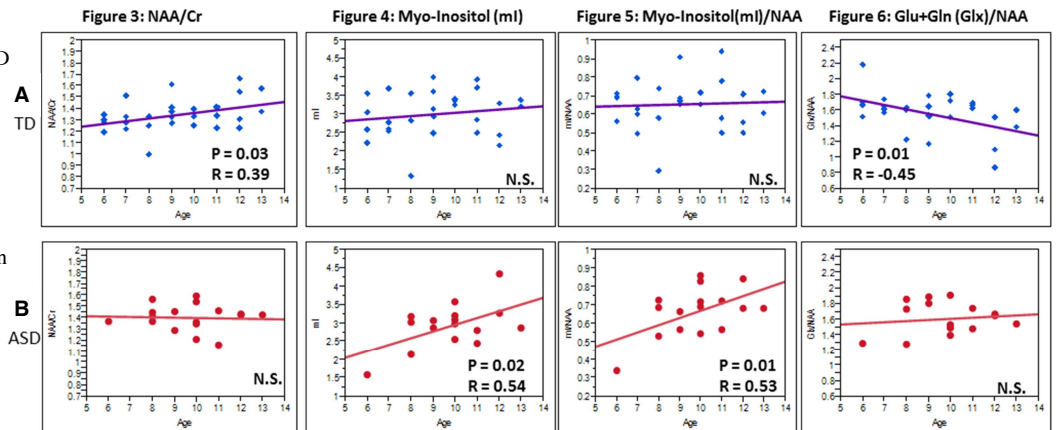 Figure 3: NAA/Cr
Figure 4: Myo-Inositol (mI)
Figure 5: Myo-Inositol(mI)/NAA
Figure 6: Glu+Gln (Glx)/NAA
D
A
TD
NAA/Cr
2
1.9
1.8
1.7
1.6
1.5
1.4
1.3
1.2
1.1
1
0.9
0.8
0.7
P = 0.03
R = 0.39
5 6 7 8 9 10 11 12 13 14
Age
mI
5
4.5
4
3.5
3
2.5
2
1.5
1
N.S.
5 6 7 8 9 10 11 12 13 14
Age
mI/NAA
1
0.9
0.8
0.7
0.6
0.5
0.4
0.3
0.2
N.S.
5 6 7 8 9 10 11 12 13 14
Age
Glx/NAA
2.4
2.2
2
1.8
1.6
1.4
1.2
1
0.8
0.6
P = 0.01
R = -0.45
5 6 7 8 9 10 11 12 13 14
Age
n
B
ASD
NAA/Cr
2
1.9
1.8
1.7
1.6
1.5
1.4
1.3
1.2
1.1
1
0.9
0.8
0.7
N.S.
5 6 7 8 9 10 11 12 13 14
Age
mI
5
4.5
4
3.5
3
2.5
2
1.5
1
P = 0.02
R = 0.54
5 6 7 8 9 10 11 12 13 14
Age
mI/NAA
1
0.9
0.8
0.7
0.6
0.5
0.4
0.3
0.2
P = 0.01
R = 0.53
5 6 7 8 9 10 11 12 13 14
Age
Glx/NAA
2.4
2.2
2
1.8
1.6
1.4
1.2
1
0.8
0.6
N.S.
5 6 7 8 9 10 11 12 13 14
Age